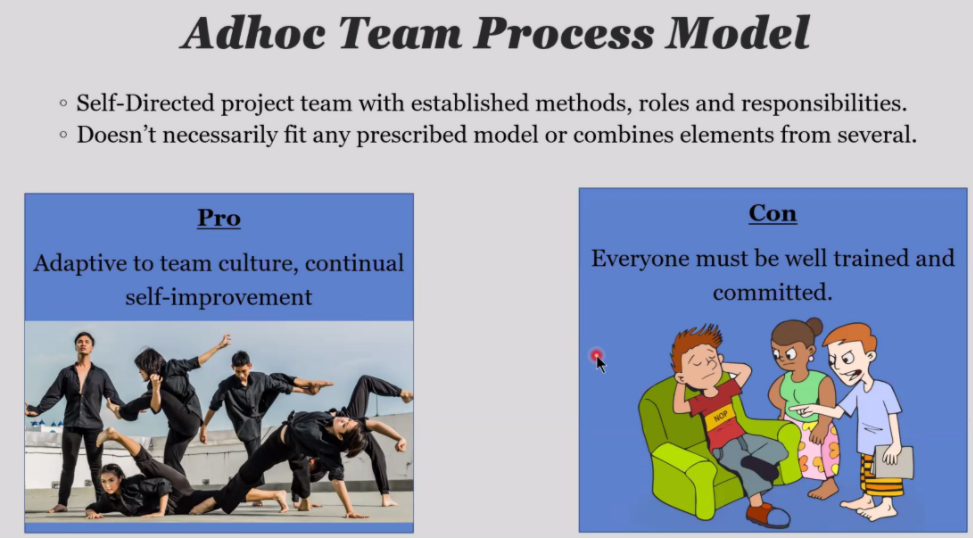 Adhoc Team Process Model
◦ Self-Directed project team with established methods, roles and responsibilities.
◦ Doesn’t necessarily fit any prescribed model or combines elements from several.
Pro
Adaptive to team culture, continual
self-improvement
Con
Everyone must be well trained and
committed.
NOP